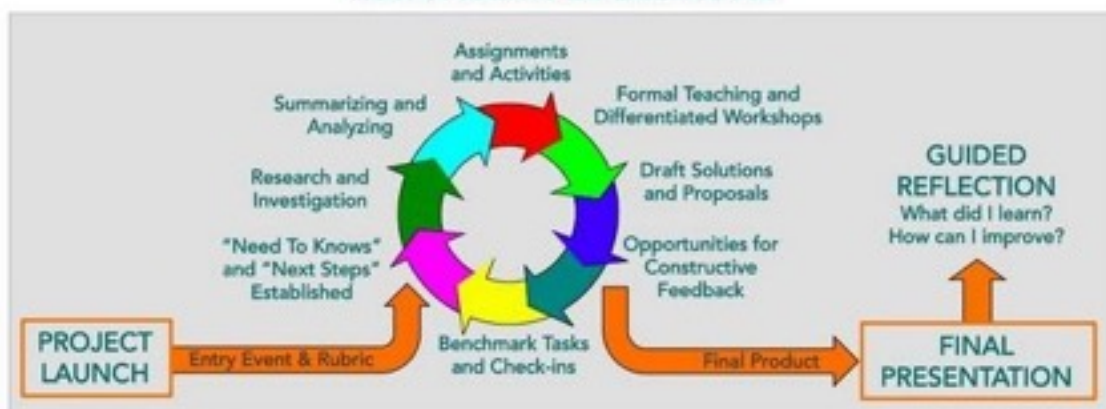 Assignments
and Activities
Formal Teaching and
Differentiated Workshops
Draft Solutions
and Proposals
Opportunities for
Constructive
Feedback
Benchmark Tasks
and Check-ins
"Need To Knows"
and "Next Steps"
Established
Research and
Investigation
Summarizing and
Analyzing
PROJECT
LAUNCH
Entry Event & Rubric
Final Product
FINAL
PRESENTATION
GUIDED
REFLECTION
What did I learn?
How can I improve?